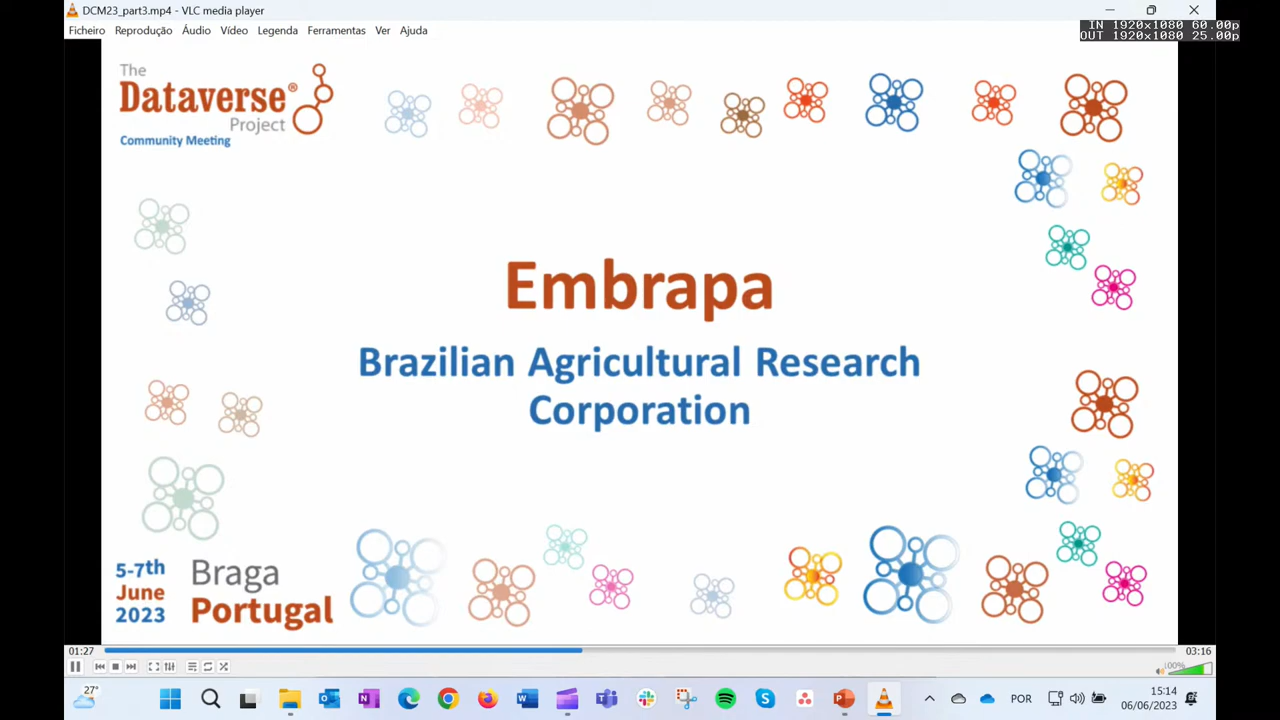 DCM23_part3.mp4 - VLC media player
Ficheiro Reprodução Áudio Vídeo Legenda Ferramentas Ver Ajuda
IN 1920x1080 60.00p
OUT 1920x1080 25.00p
The
Dataverse®
Project
Community Meeting
Embrapa
Brazilian Agricultural Research
Corporation
5-7th
June
2023
Braga
Portugal
01:27
03:16
100%
27°
POR
15:14
06/06/2023